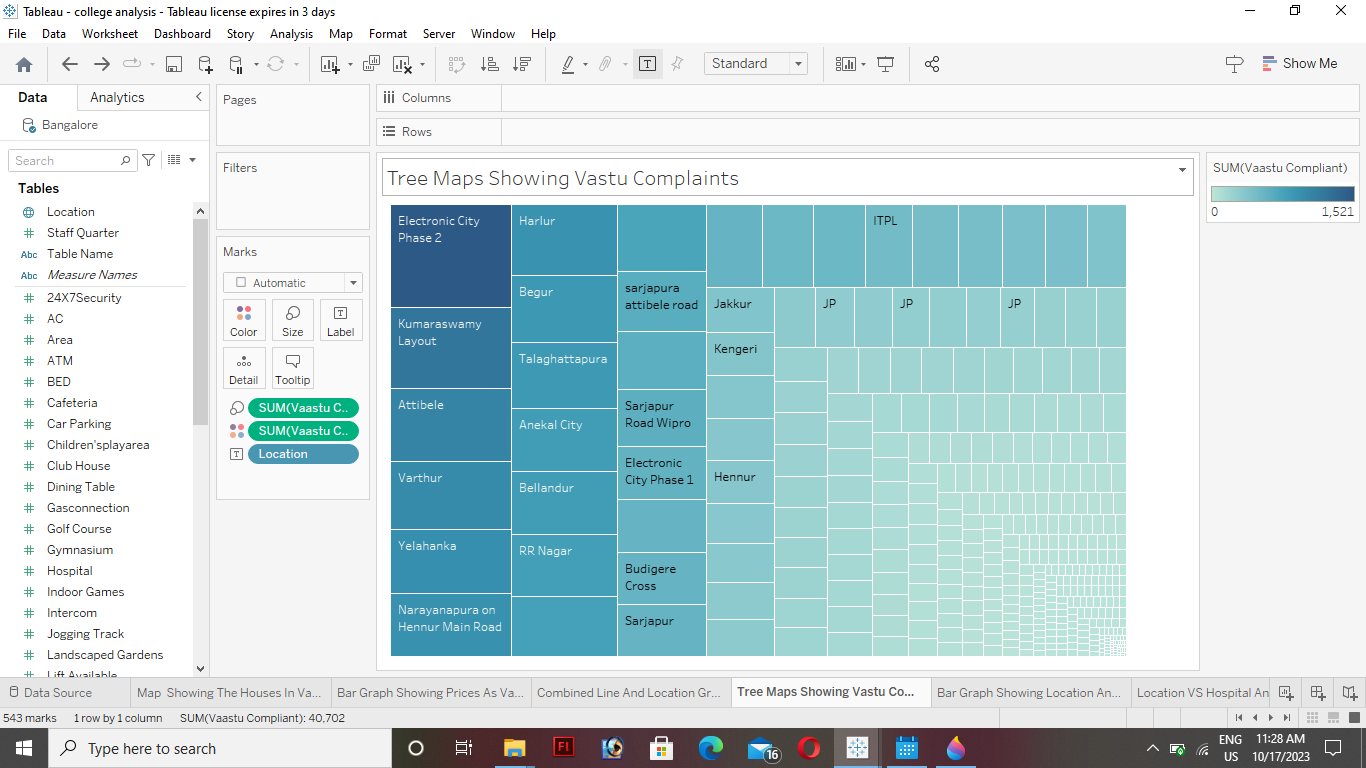 Tableau - college analysis - Tableau license expires in 3 days
File Data Worksheet Dashboard Story Analysis Map Format Server Window Help
Standard
Show Me
Data Analytics
Bangalore
Search
Tables
Location
Staff Quarter
Abc Table Name
Abc Measure Names
24X7Security
AC
Area
ATM
BED
Cafeteria
Car Parking
Children'splayarea
Club House
Dining Table
Gasconnection
Golf Course
Gymnasium
Hospital
Indoor Games
Intercom
Jogging Track
Landscaped Gardens
Lift Available
Pages
Filters
Marks
Automatic
Color Size Label
Detail Tooltip
SUM(Vaastu C..
SUM(Vaastu C..
Location
Columns
Rows
Tree Maps Showing Vastu Complaints
Electronic City
Phase 2
Kumaraswamy
Layout
Attibele
Varthur
Yelahanka
Narayanapura on
Hennur Main Road
Harlur
Begur
Talaghattapura
Anekal City
Bellandur
RR Nagar
sarjapura
attibele road
Sarjapur
Road Wipro
Electronic
City Phase 1
Budigere
Cross
Sarjapur
ITPL
Jakkur
JP
JP
JP
Kengeri
Hennur
SUM(Vaastu Compliant)
0 1,521
Data Source
Map Showing The Houses In Va...
Bar Graph Showing Prices As Va...
Combined Line And Location Gr...
Tree Maps Showing Vastu Co...
Bar Graph Showing Location An...
Location VS Hospital An
543 marks 1 row by 1 column SUM(Vaastu Compliant): 40,702
Type here to search
Fl
16
ENG
US
11:28 AM
10/17/2023